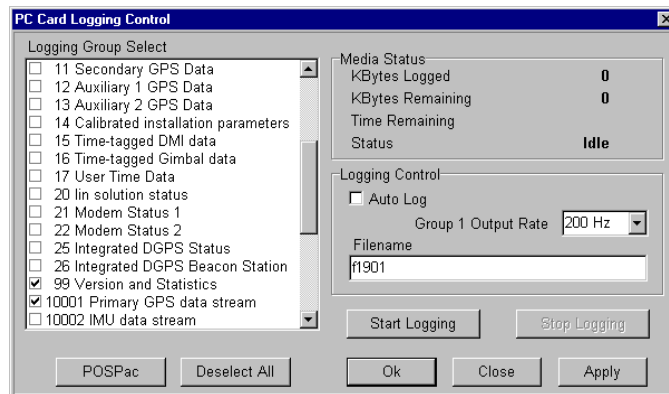 PC Card Logging Control
Logging Group Select
11 Secondary GPS Data
12 Auxiliary 1 GPS Data
13 Auxiliary 2 GPS Data
14 Calibrated installation parameters
15 Time-tagged DMI data
16 Time-tagged Gimbal data
17 User Time Data
20 Iin solution status
21 Modem Status 1
22 Modem Status 2
25 Integrated DGPS Status
26 Integrated DGPS Beacon Station
99 Version and Statistics
10001 Primary GPS data stream
10002 IMU data stream
Media Status
KBytes Logged 0
KBytes Remaining 0
Time Remaining
Status Idle
Logging Control
Auto Log
Group 1 Output Rate 200 Hz
Filename
f1901
Start Logging Stop Logging
POSPac Deselect All Ok Close Apply